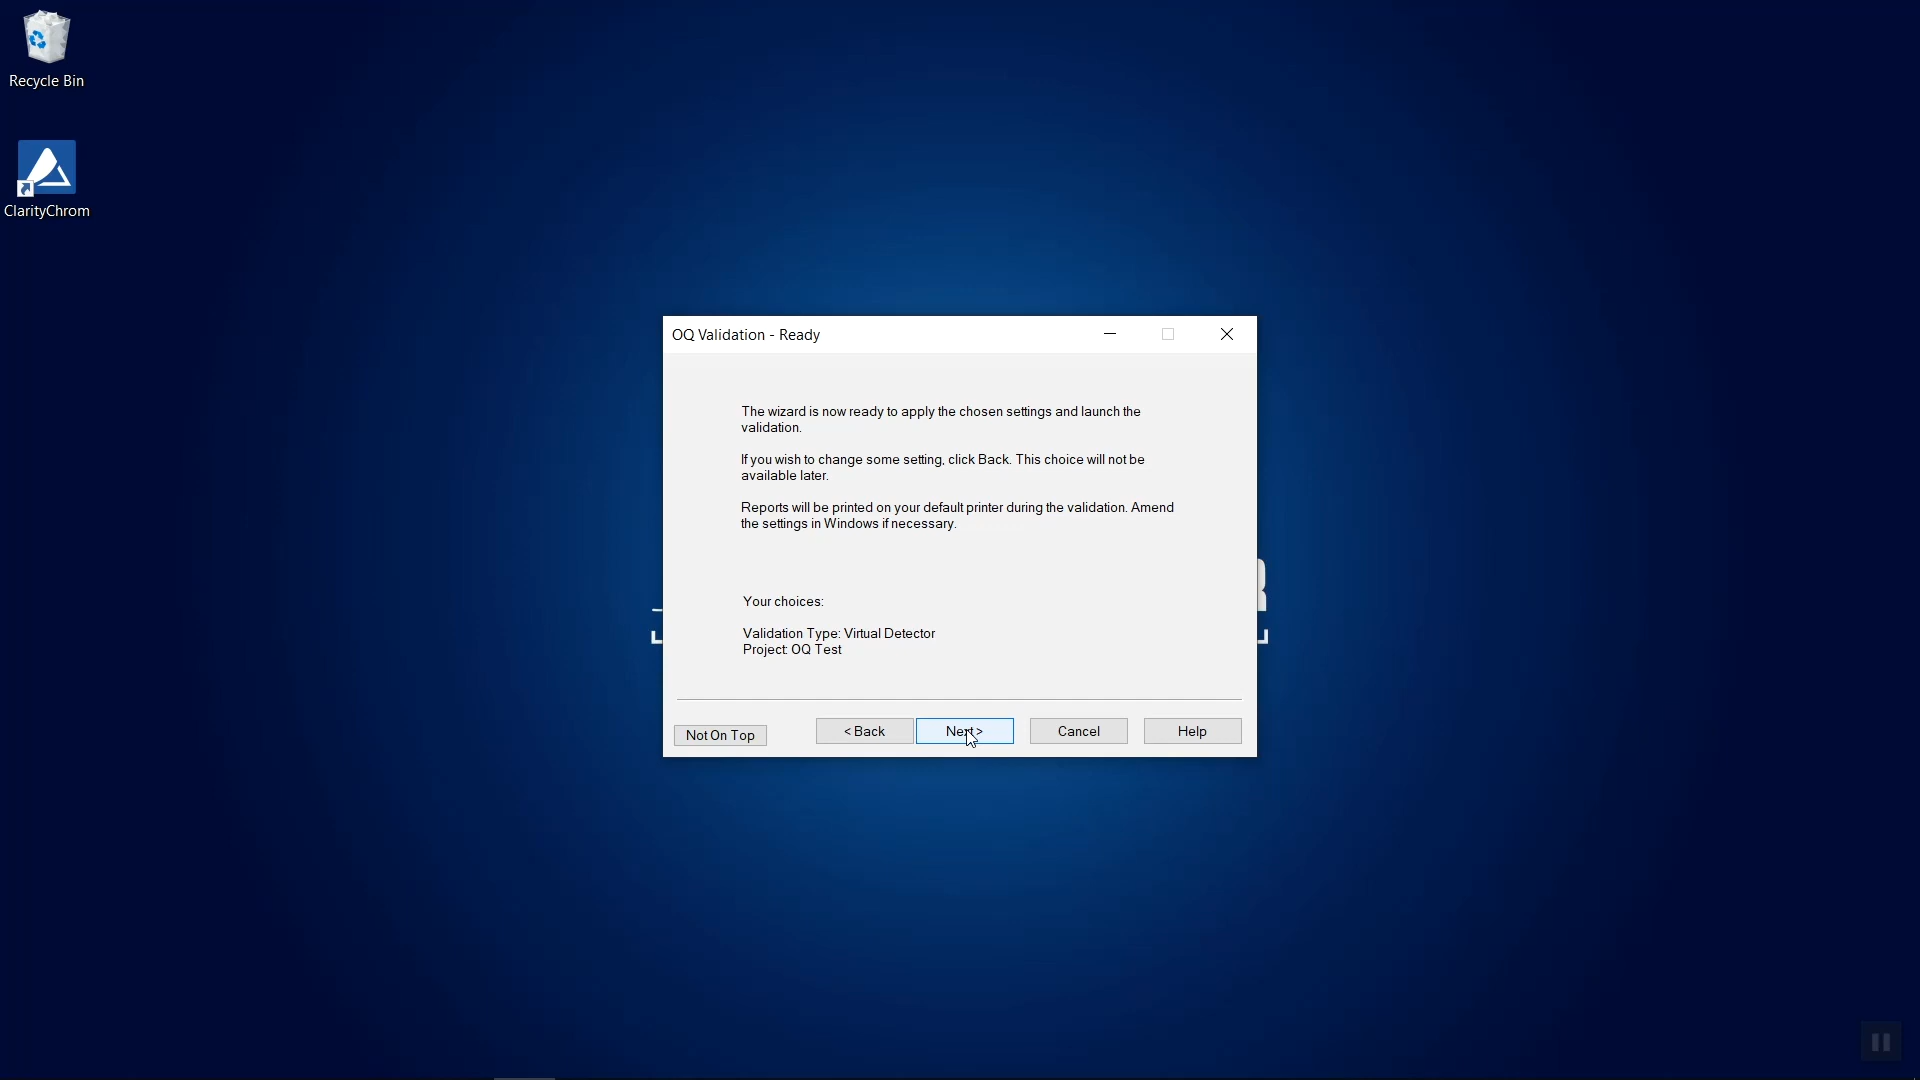 Recycle Bin
ClarityChrom
OQ Validation - Ready
The wizard is now ready to apply the chosen settings and launch the
validation.
If you wish to change some setting, click Back. This choice will not be
available later.
Reports will be printed on your default printer during the validation. Amend
the settings in Windows if necessary.
R
Your choices:
Validation Type: Virtual Detector
Project: OQ Test
Not On Top
< Back
Next >
Cancel
Help